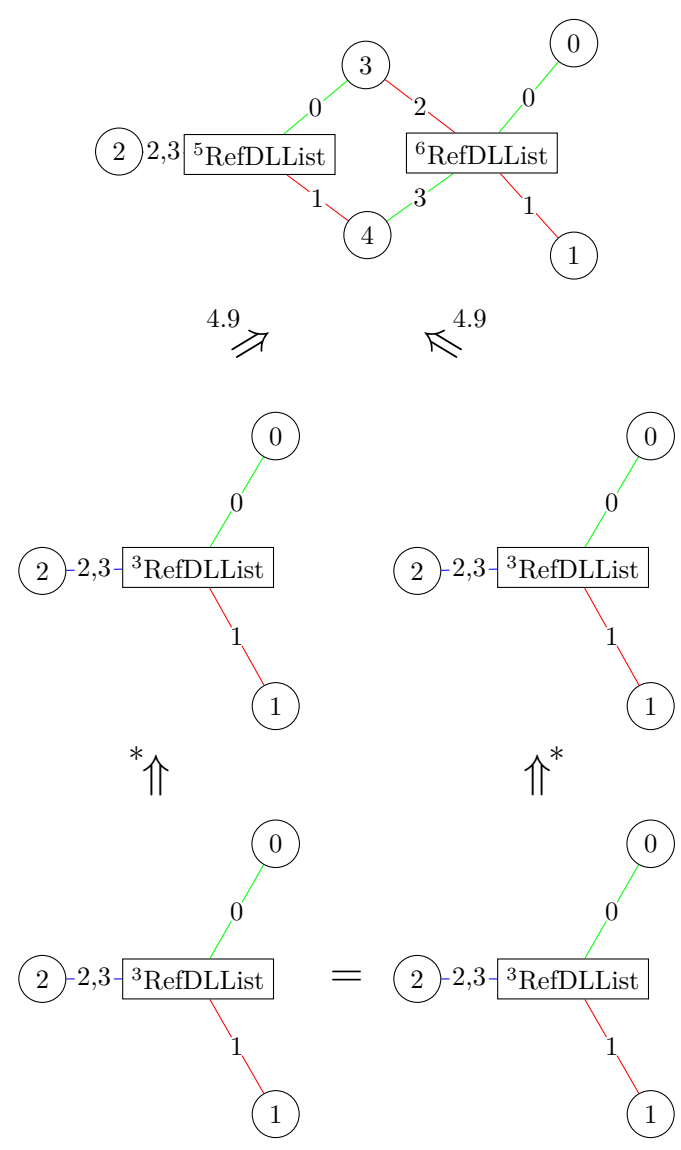 0
3
0 2 0
2 2,3 ⁵RefDLList ⁶RefDLList
1 3 1
4 1
4.9 4.9
⇗ ⇖
0 0
0 0
2 2,3 ³RefDLList 2 2,3 ³RefDLList
1 1
1 1
*⇑ ⇑*
0 0
0 0
2 2,3 ³RefDLList = 2 2,3 ³RefDLList
1 1
1 1